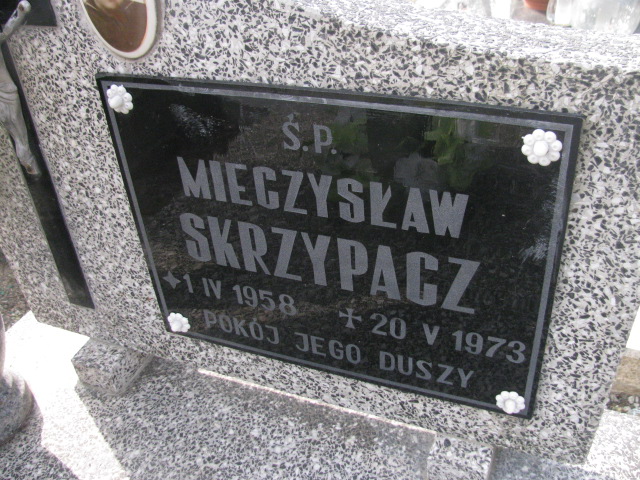 Ś.P.
MIECZYSŁAW
SKRZYPACZ
1 IV 1958 20 V 1973
POKÓJ JEGO DUSZY